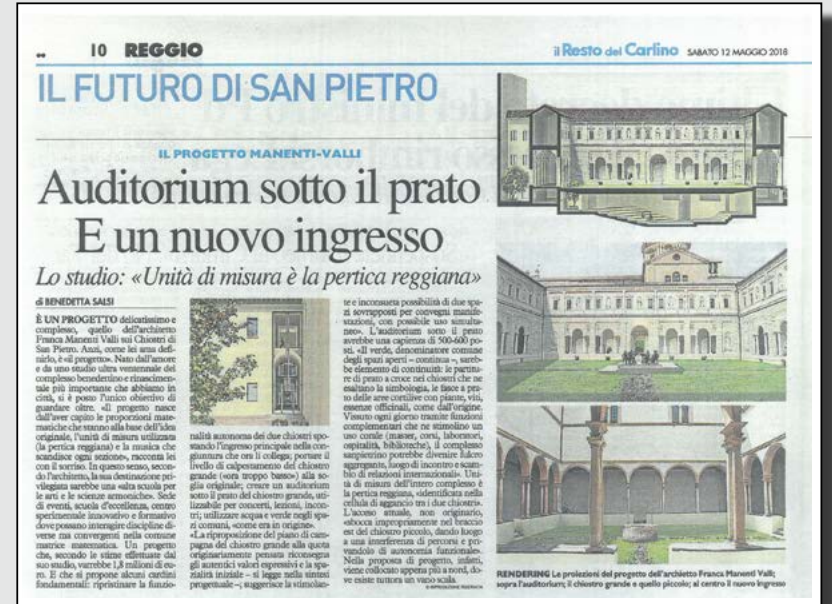 10 REGGIO
il Resto del Carlino SABATO 12 MAGGIO 2018
IL FUTURO DI SAN PIETRO
IL PROGETTO MANENTI-VALLI
Auditorium sotto il prato
E un nuovo ingresso
Lo studio: «Unità di misura è la pertica reggiana»
di BENEDETTA SALSI
È UN PROGETTO delicatissimo e
complesso, quello dell'architetto
Franca Manenti Valli sui Chiostri di
San Pietro. Anzi, come lei ama defi-
nirlo, è «il progetto». Nato dall'amore
e da uno studio ultra ventennale del
complesso benedettino e rinascimen-
tale più importante che abbiamo in
città, si è posto l'unico obiettivo di
guardare oltre. «Il progetto nasce
dall'aver capito le proporzioni mate-
matiche che stanno alla base dell'idea
originale, l'unità di misura utilizzata
(la pertica reggiana) e la musica che
scandisce ogni sezione», racconta lei
con il sorriso. In questo senso, secon-
do l'architetto, la sua destinazione pri-
vilegiata sarebbe una «alta scuola per
le arti e le scienze armoniche». Sede
di eventi, scuola d'eccellenza, centro
sperimentale innovativo e formativo
dove possano interagire discipline di-
verse ma convergenti nella comune
matrice matematica. Un progetto
che, secondo le stime effettuate dal
suo studio, varrebbe 1,8 milioni di eu-
ro. E che si propone alcuni cardini
fondamentali: ripristinare la funzio-
nalità autonoma dei due chiostri spo-
stando l'ingresso principale nella con-
giuntura che ora li collega; portare il
livello di calpestamento del chiostro
grande («ora troppo basso») alla so-
glia originale; creare un auditorium
sotto il prato del chiostro grande, uti-
lizzabile per concerti, lezioni, incon-
tri; utilizzare acqua e verde negli spa-
zi comuni, «come era in origine».
«La riproposizione del piano di cam-
pagna del chiostro grande alla quota
originariamente pensata riconsegna
gli autentici valori espressivi e la spa-
zialità iniziale – si legge nella sintesi
progettuale –, suggerisce la stimolan-
te e inconsueta possibilità di due spa-
zi sovrapposti per convegni manife-
stazioni, con possibile uso simulta-
neo». L'auditorium sotto il prato
avrebbe una capienza di 500-600 po-
sti. «Il verde, denominatore comune
degli spazi aperti – continua –, sareb-
be elemento di continuità: le partitu-
re di prato a croce nei chiostri che ne
esaltano la simbologia, le fasce a pra-
to delle aree cortilive con piante, viti,
essenze officinali, come dall'origine.
Vissuto ogni giorno tramite funzioni
complementari che ne stimolino un
uso corale (master, corsi, laboratori,
ospitalità, biblioteche), il complesso
sanpietrino potrebbe divenire fulcro
aggregante, luogo di incontro e scam-
bio di relazioni internazionali». Uni-
tà di misura dell'intero complesso è
la pertica reggiana, «identificata nella
cellula di aggancio tra i due chiostri».
L'accesso attuale, non originario,
«sbocca impropriamente nel braccio
est del chiostro piccolo, dando luogo
a una interferenza di percorsi e pri-
vandolo di autonomia funzionale».
Nella proposta di progetto, infatti,
viene collocato appena più a nord, do-
ve esiste tuttora un vano scala.
© RIPRODUZIONE RISERVATA
RENDERING Le proiezioni del progetto dell'architetto Franca Manenti Valli;
sopra l'auditorium; il chiostro grande e quello piccolo; al centro il nuovo ingresso